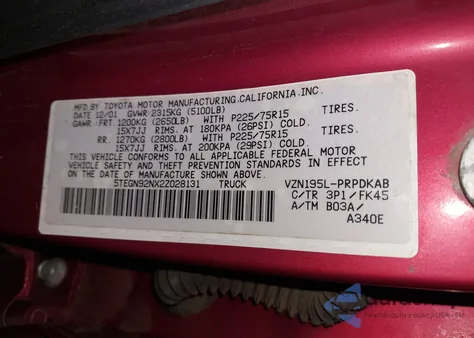 MFD. BY TOYOTA MOTOR MANUFACTURING, CALIFORNIA, INC.
DATE 12/01 GVWR 2315KG (5100LB)
GAWR FRT 1200KG (2650LB) WITH P225/75R15 TIRES.
15X7JJ RIMS. AT 180KPA (26PSI) COLD.
RR 1270KG (2800LB) WITH P225/75R15 TIRES.
15X7JJ RIMS. AT 200KPA (29PSI) COLD.
THIS VEHICLE CONFORMS TO ALL APPLICABLE FEDERAL MOTOR
VEHICLE SAFETY AND THEFT PREVENTION STANDARDS IN EFFECT
ON THE DATE OF MANUFACTURE SHOWN ABOVE.
5TEGN92NX2Z028131 TRUCK VZN195L-PRPDKAB
C/TR 3P1/FK45
A/TM B03A/
A340E